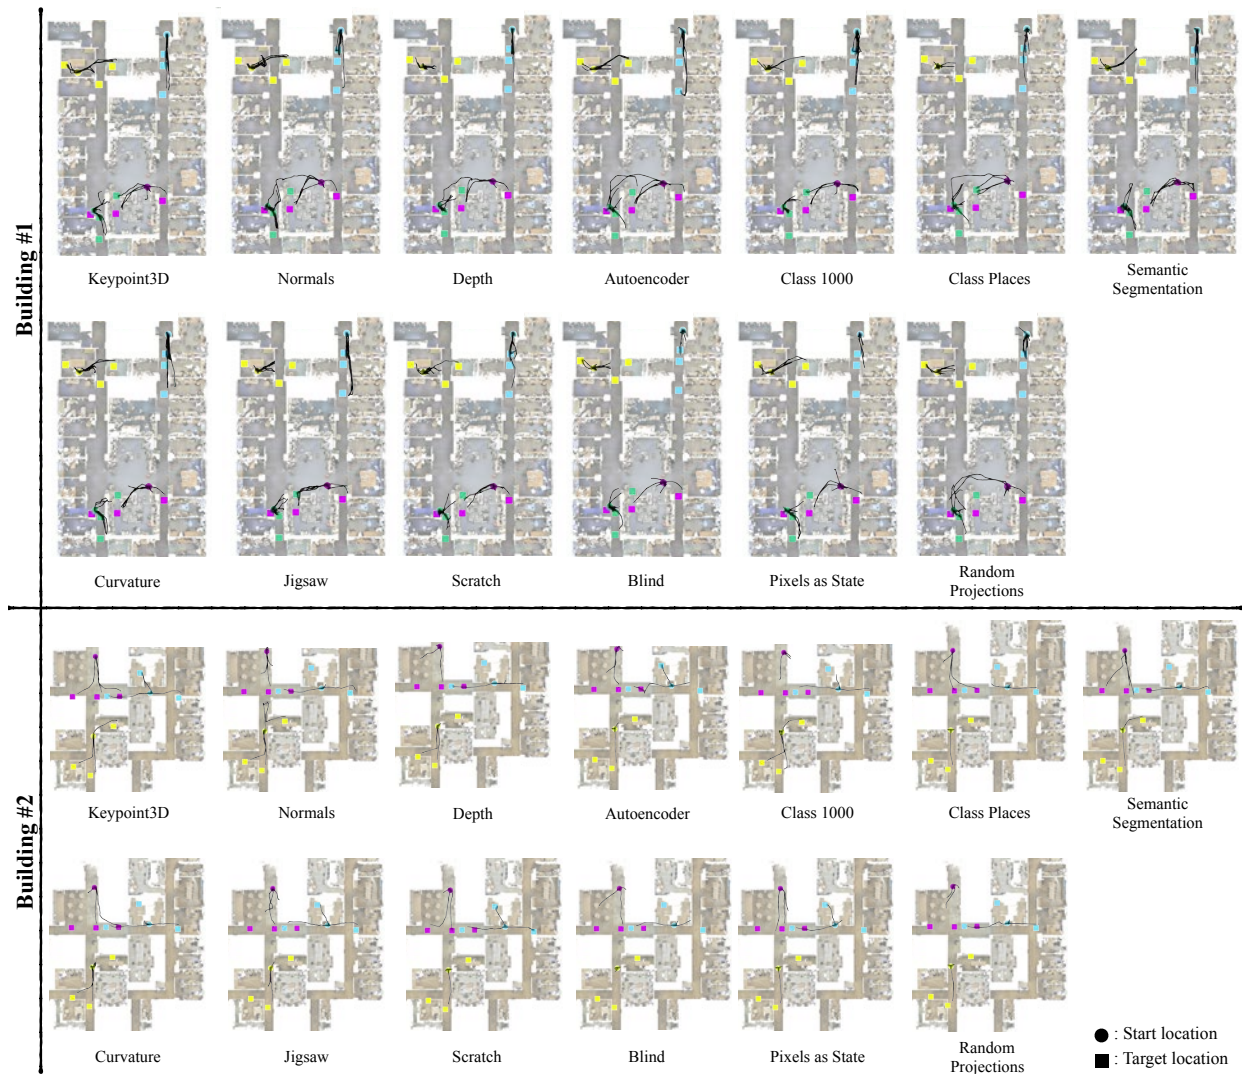 Building #1
Keypoint3D
Normals
Depth
Autoencoder
Class 1000
Class Places
Semantic
Segmentation
Curvature
Jigsaw
Scratch
Blind
Pixels as State
Random
Projections
Building #2
Keypoint3D
Normals
Depth
Autoencoder
Class 1000
Class Places
Semantic
Segmentation
Curvature
Jigsaw
Scratch
Blind
Pixels as State
Random
Projections
: Start location
: Target location